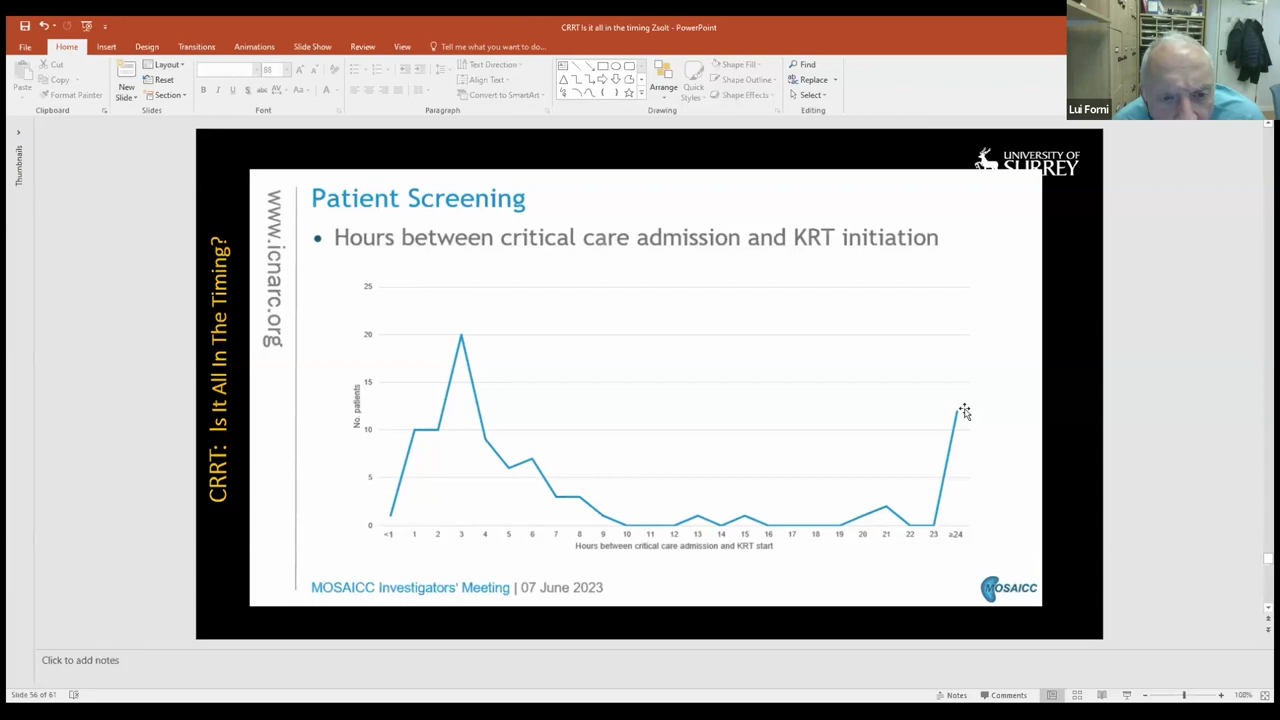 CRRT Is it all in the timing Zsolt - PowerPoint
File Home Insert Design Transitions Animations Slide Show Review View Tell me what you want to do...
Cut
Copy
Format Painter
Paste
Clipboard
New
Slide
Layout
Reset
Section
Slides
88
B I U S abc AV Aa A
Font
Text Direction
Align Text
Convert to SmartArt
Paragraph
Arrange
Quick
Styles
Shape Fill
Shape Outline
Shape Effects
Drawing
Find
Replace
Select
Editing
Lui Forni
Thumbnails
UNIVERSITY OF
SURREY
CRRT: Is It All In The Timing?
www.icnarc.org
Patient Screening
• Hours between critical care admission and KRT initiation
No. patients
25
20
15
10
5
0
<1 1 2 3 4 5 6 7 8 9 10 11 12 13 14 15 16 17 18 19 20 21 22 23 ≥24
Hours between critical care admission and KRT start
MOSAICC Investigators' Meeting | 07 June 2023
MOSAICC
Click to add notes
Slide 56 of 61
Notes
Comments
108%